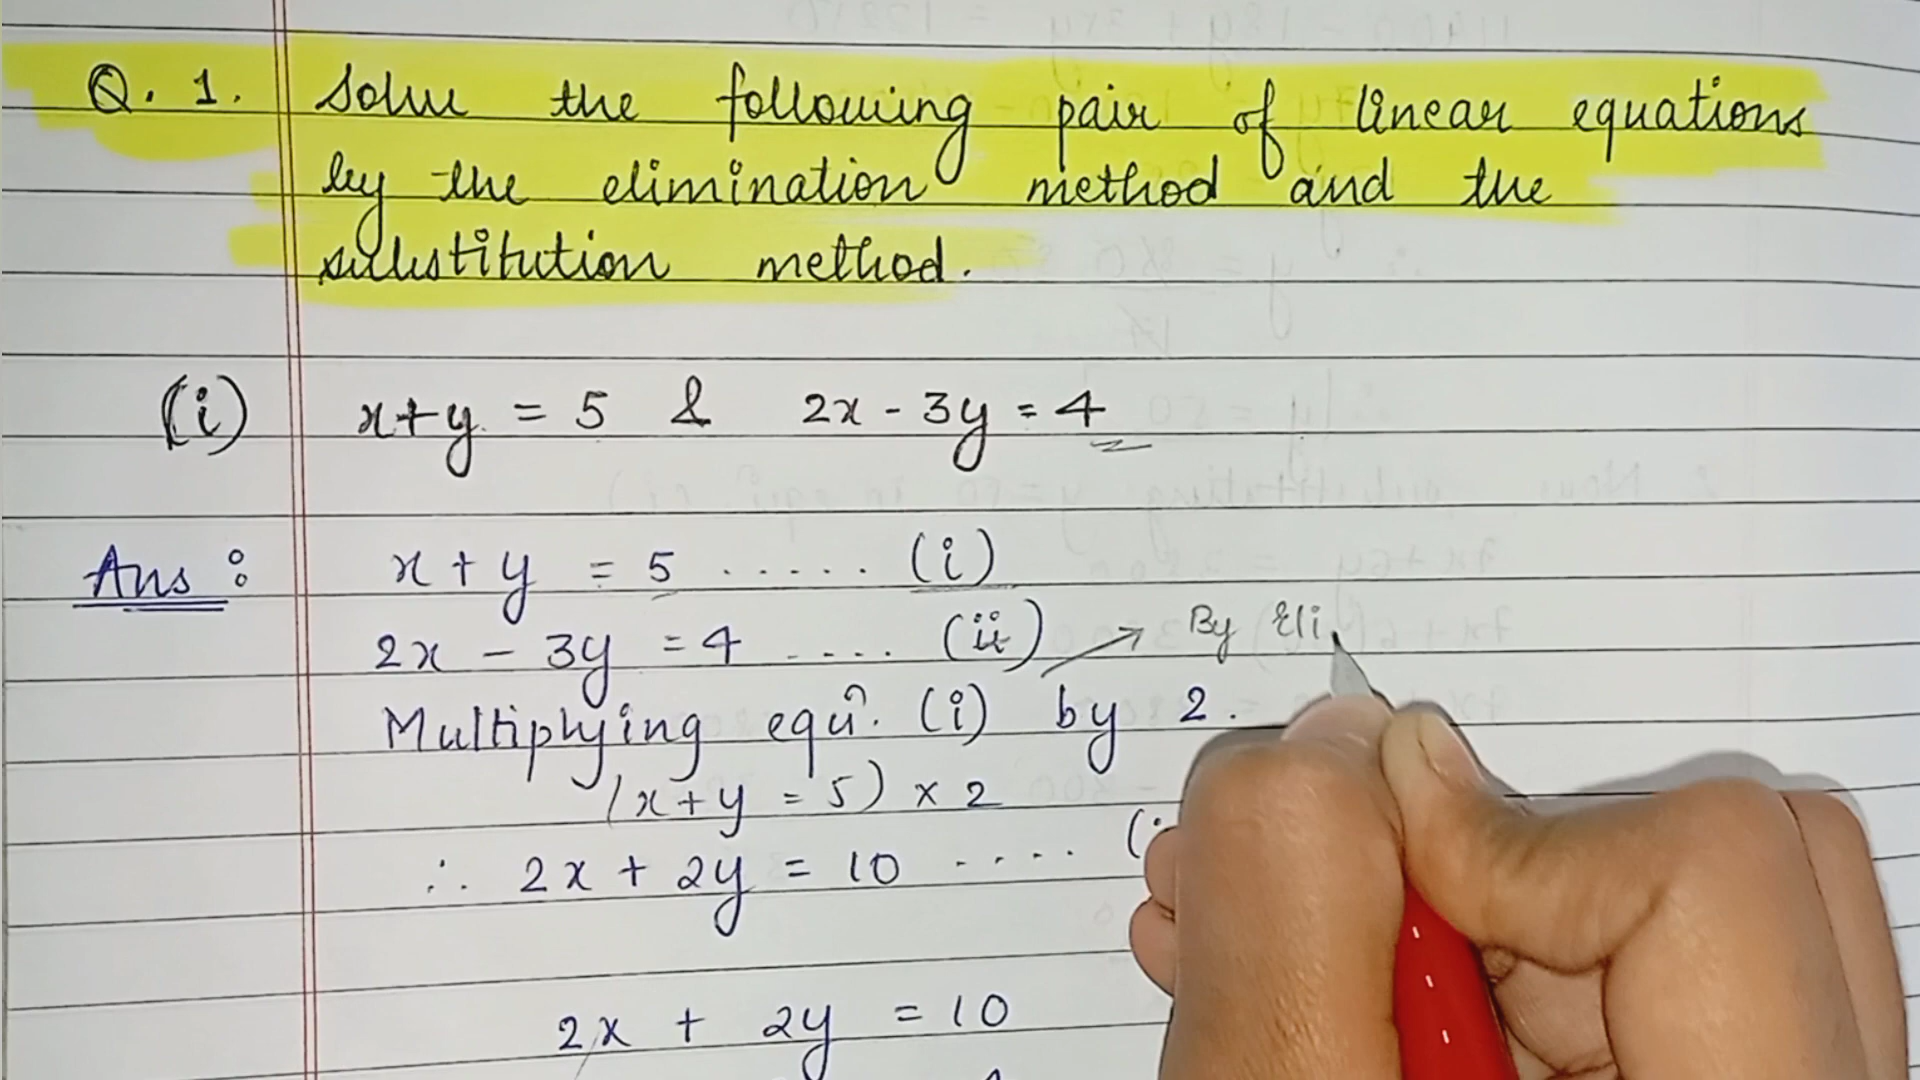 Q. 1. Solve the following pair of linear equations
by the elimination method and the
substitution method.
(i) x+y = 5 & 2x - 3y = 4
Ans : x + y = 5 ..... (i)
2x - 3y = 4 .... (ii) → By Eli
Multiplying equⁿ. (i) by 2.
(x+y = 5) × 2
∴ 2x + 2y = 10 ....
2x + 2y = 10